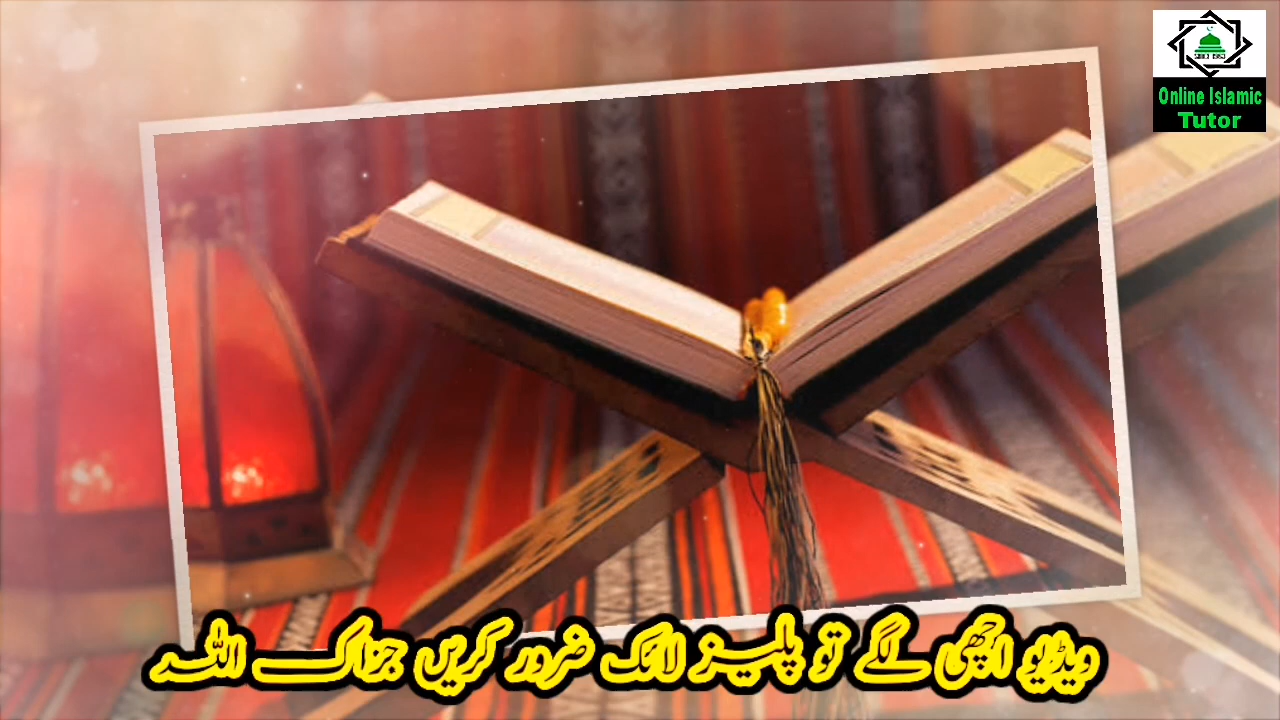 Online Islamic
Tutor
ویڈیو اچھی لگے تو پلیز لائک ضرور کریں جزاک اللہ